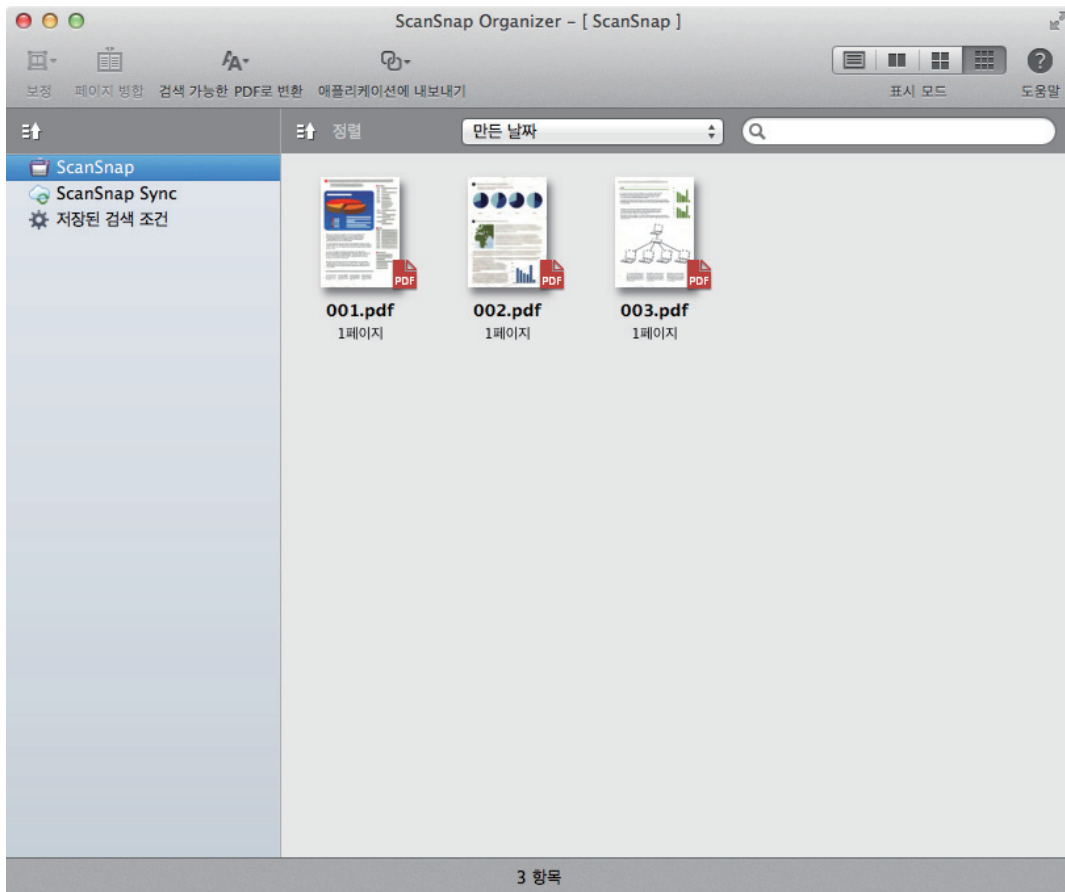 ScanSnap Organizer – [ ScanSnap ]
보정 페이지 병합 검색 가능한 PDF로 변환 애플리케이션에 내보내기 표시 모드 도움말
정렬 만든 날짜
ScanSnap
ScanSnap Sync
저장된 검색 조건
PDF PDF PDF
001.pdf 002.pdf 003.pdf
1페이지 1페이지 1페이지
3 항목